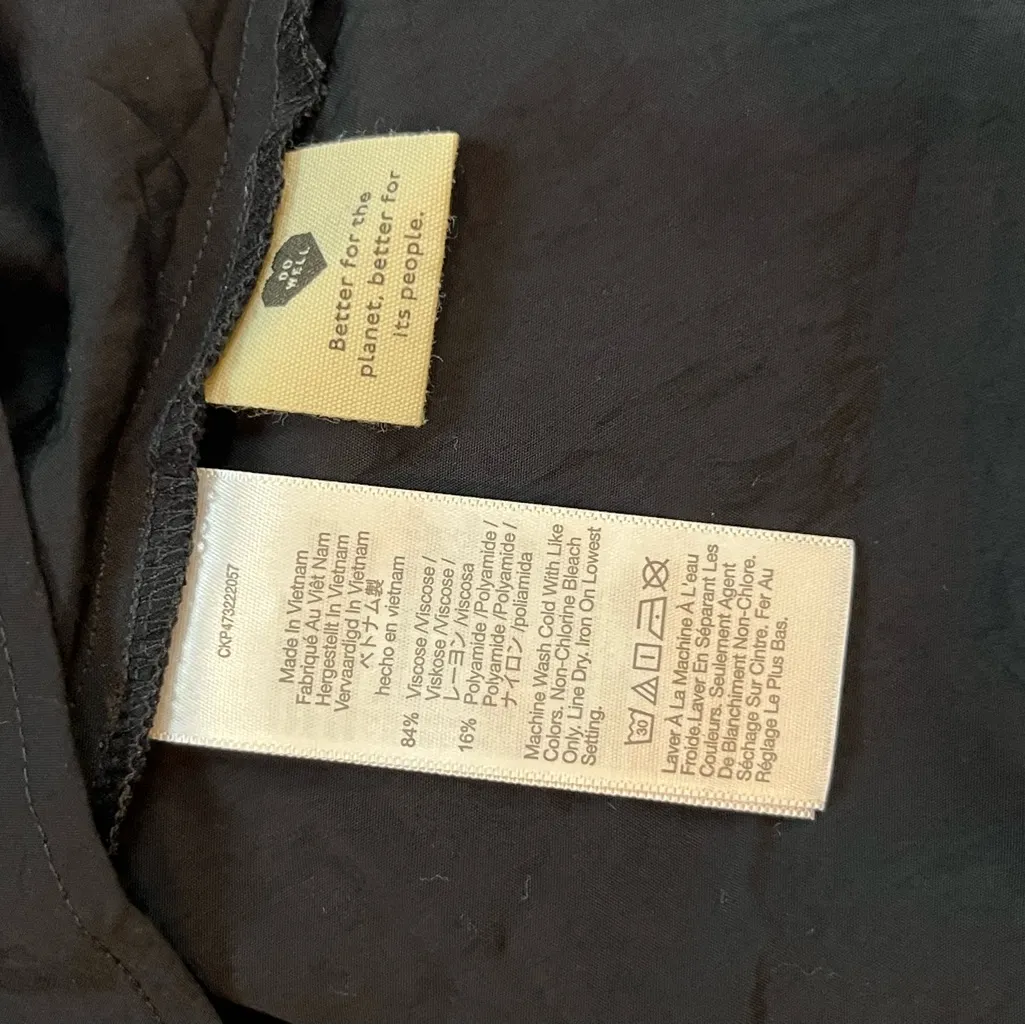 DO
WELL
Better for the
planet, better for
Its people.
CKP473222057
Made In Vietnam
Fabriqué Au Viêt Nam
Hergestellt In Vietnam
Vervaardigd In Vietnam
ベトナム製
hecho en vietnam
84% Viscose /Viscose /
Viskose /Viscose /
レーヨン /viscosa
16% Polyamide /Polyamide /
Polyamide /Polyamide /
ナイロン /poliamida
Machine Wash Cold With Like
Colors. Non-Chlorine Bleach
Only. Line Dry. Iron On Lowest
Setting.
30
Laver À La Machine À L'eau
Froide,Laver En Séparant Les
Couleurs. Seulement Agent
De Blanchiment Non-Chlore.
Séchage Sur Cintre. Fer Au
Réglage Le Plus Bas.